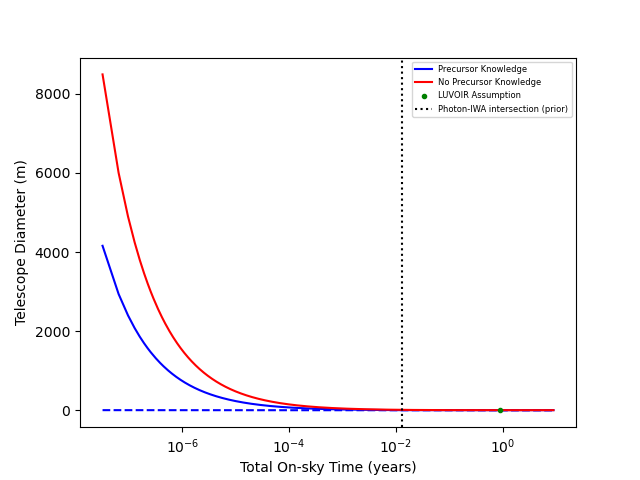 Precursor Knowledge
No Precursor Knowledge
LUVOIR Assumption
Photon-IWA intersection (prior)
8000
6000
4000
2000
0
Telescope Diameter (m)
10⁻⁶ 10⁻⁴ 10⁻² 10⁰
Total On-sky Time (years)